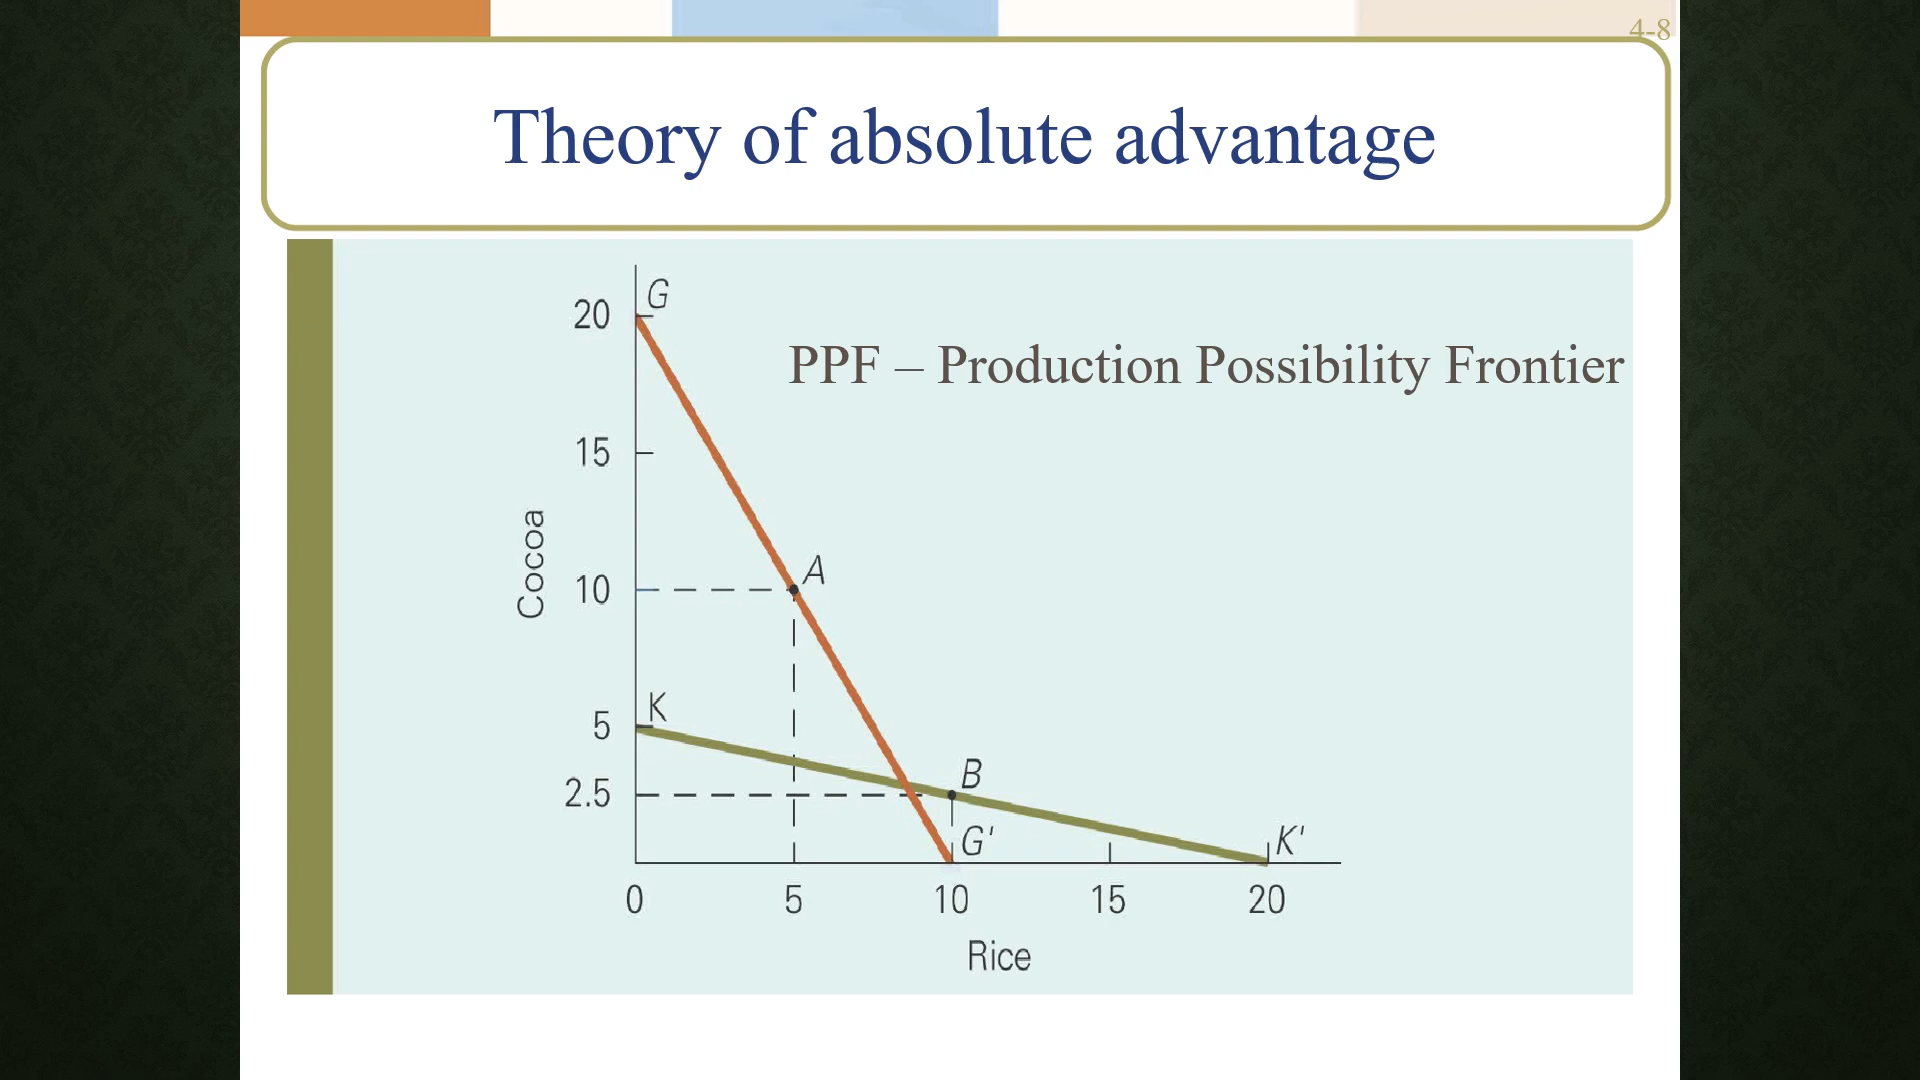 4-8
Theory of absolute advantage
PPF – Production Possibility Frontier
G
20
15
A
10
Cocoa
K
5
B
2.5
G'
K'
0 5 10 15 20
Rice